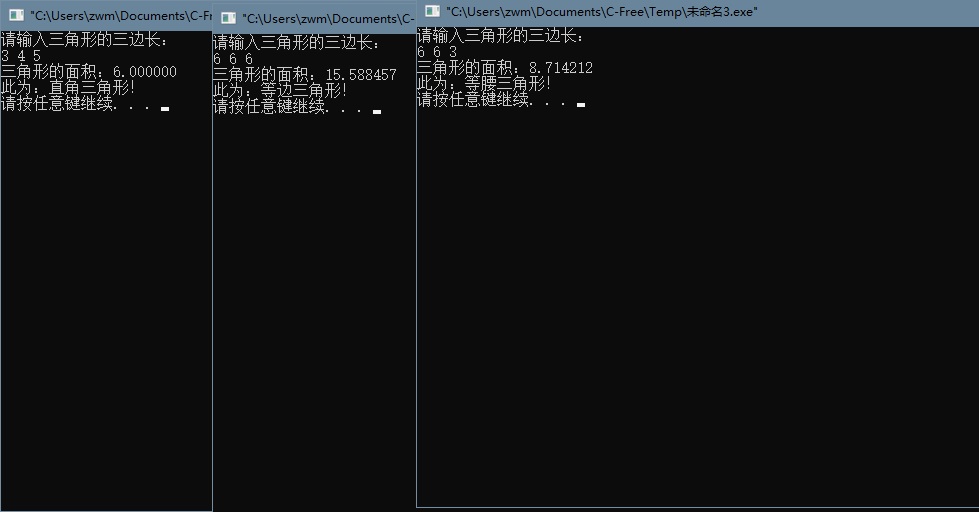 "C:\Users\zwm\Documents\C-Fr
请输入三角形的三边长：
3 4 5
三角形的面积：6.000000
此为：直角三角形!
请按任意键继续. . .
"C:\Users\zwm\Documents\C-
请输入三角形的三边长：
6 6 6
三角形的面积：15.588457
此为：等边三角形!
请按任意键继续. . .
"C:\Users\zwm\Documents\C-Free\Temp\未命名3.exe"
请输入三角形的三边长：
6 6 3
三角形的面积：8.714212
此为：等腰三角形!
请按任意键继续. . .